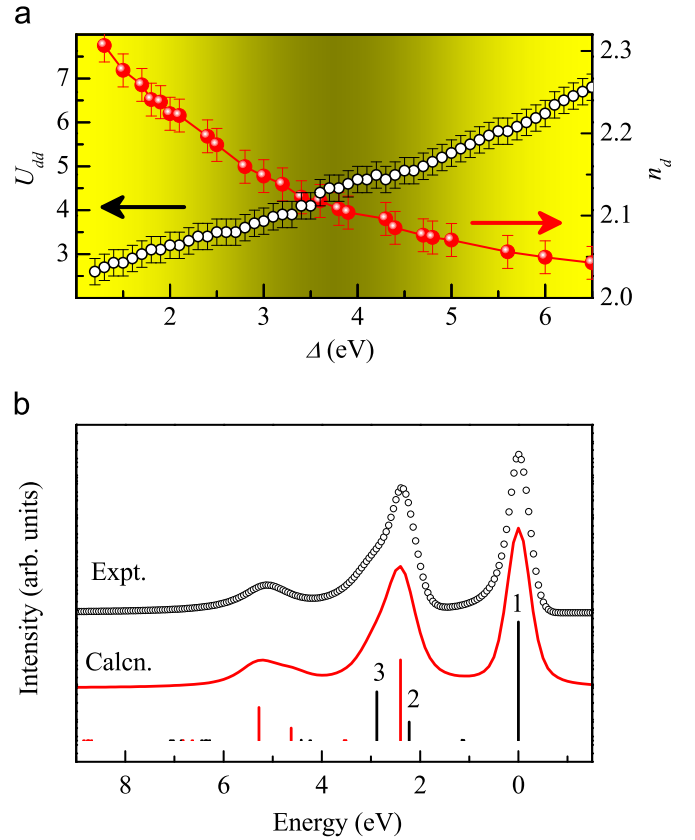 a
7
6
5
4
3
U_dd
2.3
2.2
2.1
2.0
n_d
2 3 4 5 6
Δ (eV)
b
Intensity (arb. units)
Expt.
Calcn.
1
3
2
8 6 4 2 0
Energy (eV)